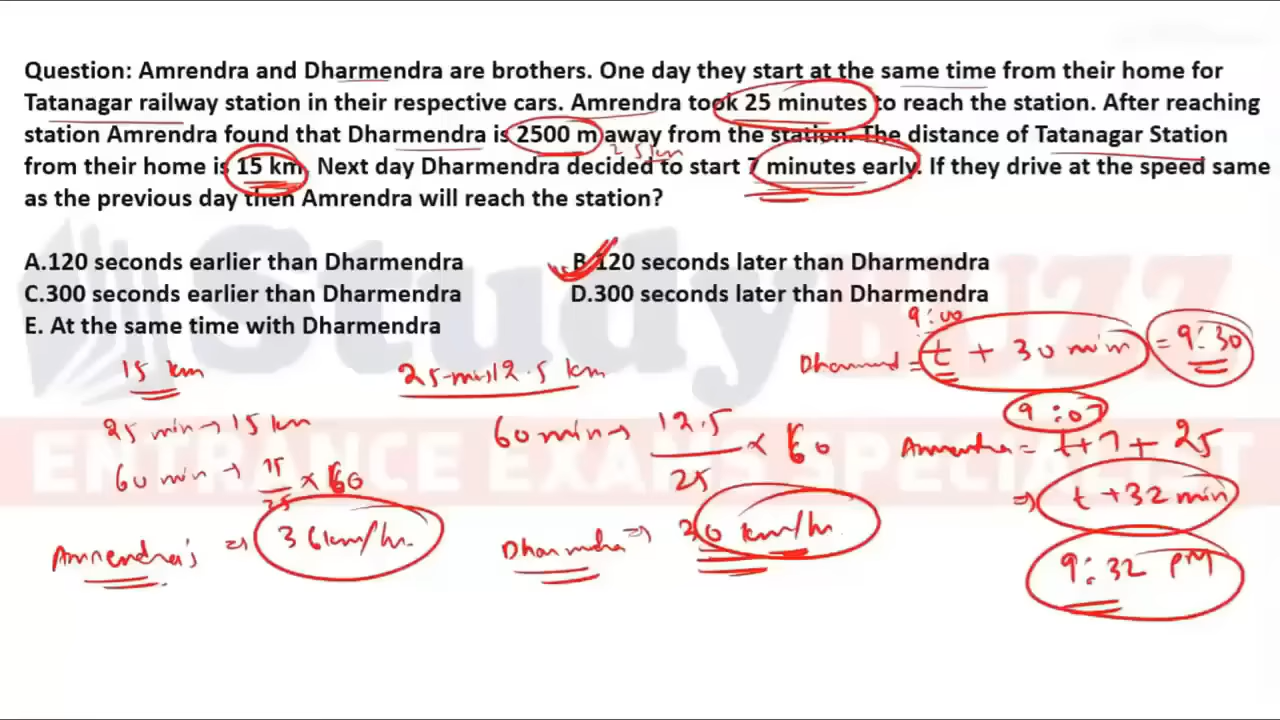 Question: Amrendra and Dharmendra are brothers. One day they start at the same time from their home for
Tatanagar railway station in their respective cars. Amrendra took 25 minutes to reach the station. After reaching
station Amrendra found that Dharmendra is 2500 m away from the station. The distance of Tatanagar Station
2.5 km
from their home is 15 km. Next day Dharmendra decided to start 7 minutes early. If they drive at the speed same
as the previous day then Amrendra will reach the station?
A.120 seconds earlier than Dharmendra
B.120 seconds later than Dharmendra
C.300 seconds earlier than Dharmendra
D.300 seconds later than Dharmendra
E. At the same time with Dharmendra
StudyBUZZ
ENTRANCE EXAMS SPECIALIST
15 km
25 min → 15 km
60 min → 15/25 × 60
Amrendra's ⇒ 36 km/hr.
25 min → 12.5 km
60 min → 12.5/25 × 60
Dharmndra ⇒ 30 km/hr.
9:00
Dharmend = t + 30 min = 9:30
9:07
Amrendra = t+7+25
⇒ t+32 min
9:32 PM